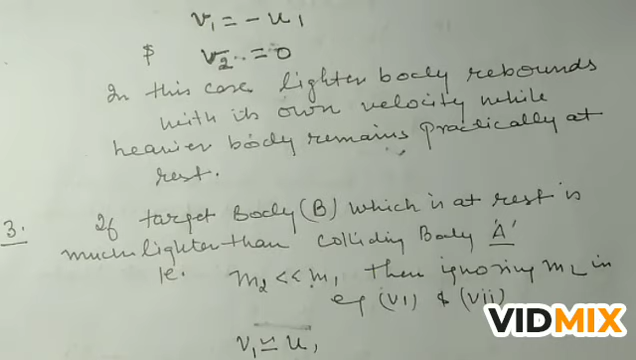 v₁ = - u₁
$ v₂ = 0
In this case lighter body rebounds
with its own velocity while
heavier body remains practically at
rest.
3. If target Body (B) which is at rest is
much lighter than colliding Body 'A'
ie. m₂ << m₁ then ignoring m₂ in
eq (vi) & (vii)
v₁ ≃ u₁
VIDMIX